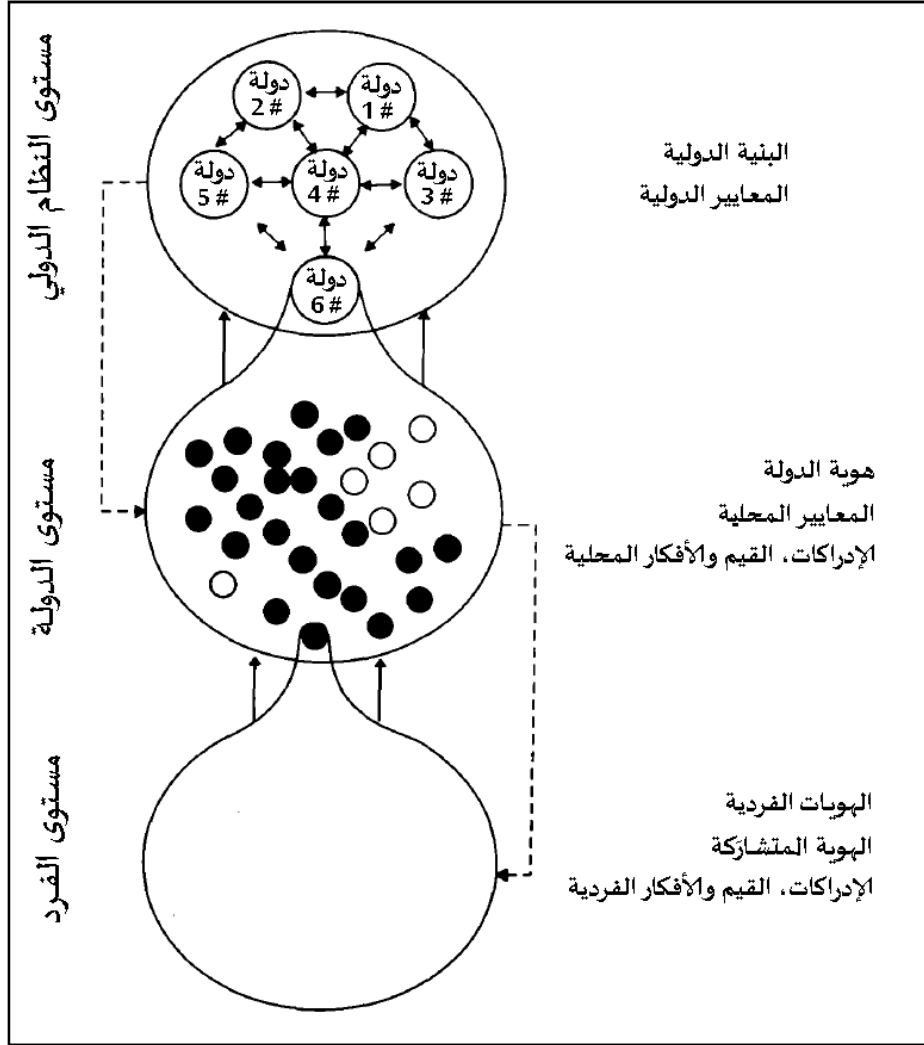 مستوى النظام الدولي
دولة
2#
دولة
1#
دولة
5#
دولة
4#
دولة
3#
دولة
6#
البنية الدولية
المعايير الدولية
مستوى الدولة
هوية الدولة
المعايير المحلية
الإدراكات، القيم والأفكار المحلية
مستوى الفرد
الهويات الفردية
الهوية المتشارَكة
الإدراكات، القيم والأفكار الفردية